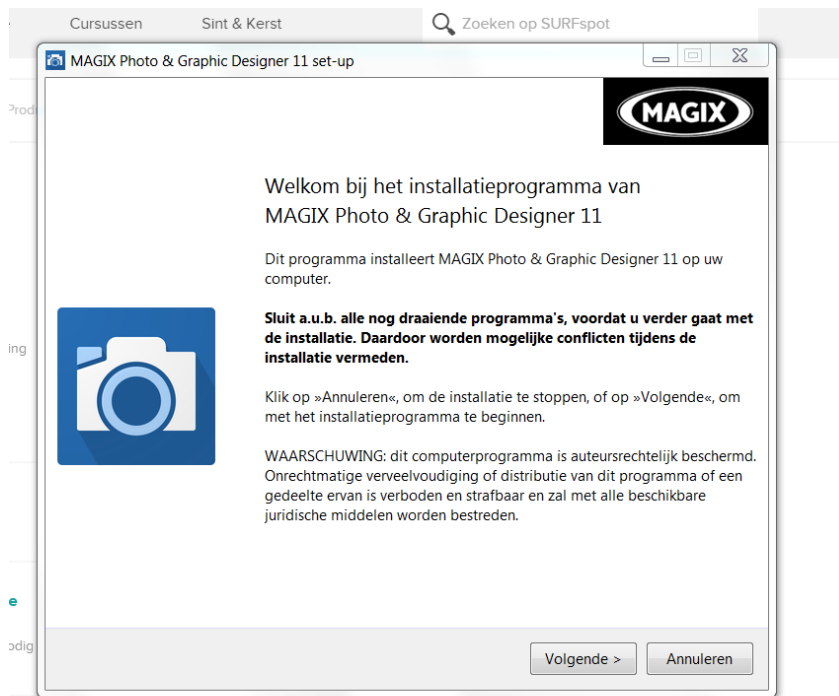 Cursussen Sint & Kerst Zoeken op SURFspot
MAGIX Photo & Graphic Designer 11 set-up
MAGIX
Welkom bij het installatieprogramma van
MAGIX Photo & Graphic Designer 11
Dit programma installeert MAGIX Photo & Graphic Designer 11 op uw
computer.
Sluit a.u.b. alle nog draaiende programma's, voordat u verder gaat met
de installatie. Daardoor worden mogelijke conflicten tijdens de
installatie vermeden.
ing
Klik op »Annuleren«, om de installatie te stoppen, of op »Volgende«, om
met het installatieprogramma te beginnen.
WAARSCHUWING: dit computerprogramma is auteursrechtelijk beschermd.
Onrechtmatige verveelvoudiging of distributie van dit programma of een
gedeelte ervan is verboden en strafbaar en zal met alle beschikbare
juridische middelen worden bestreden.
e
odig
Volgende > Annuleren